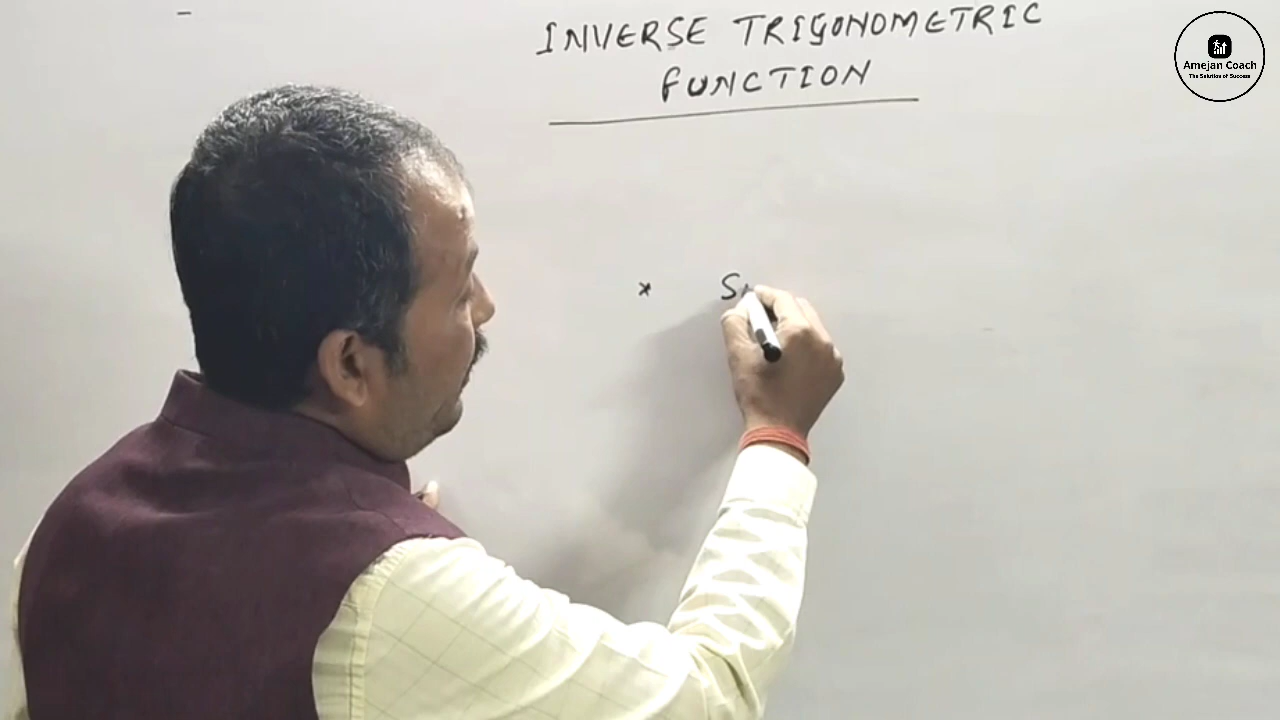 INVERSE TRIGONOMETRIC
FUNCTION
* S
Amejan Coach
The Solution of Success